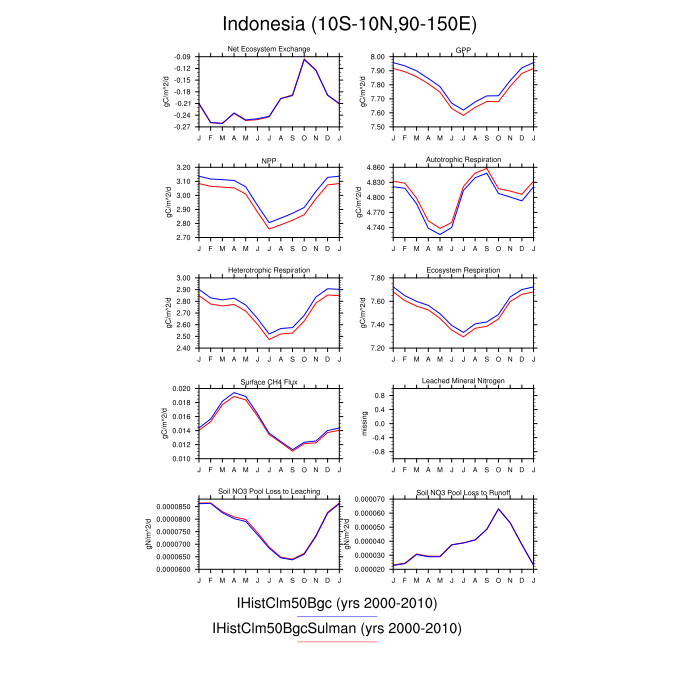 Indonesia (10S-10N,90-150E)
Net Ecosystem Exchange
gC/m^2/d
-0.09
-0.12
-0.15
-0.18
-0.21
-0.24
-0.27
J F M A M J J A S O N D J
GPP
gC/m^2/d
8.00
7.90
7.80
7.70
7.60
7.50
J F M A M J J A S O N D J
NPP
gC/m^2/d
3.20
3.10
3.00
2.90
2.80
2.70
J F M A M J J A S O N D J
Autotrophic Respiration
gC/m^2/d
4.860
4.830
4.800
4.770
4.740
J F M A M J J A S O N D J
Heterotrophic Respiration
gC/m^2/d
3.00
2.90
2.80
2.70
2.60
2.50
2.40
J F M A M J J A S O N D J
Ecosystem Respiration
gC/m^2/d
7.80
7.60
7.40
7.20
J F M A M J J A S O N D J
Surface CH4 Flux
gC/m^2/d
0.020
0.018
0.016
0.014
0.012
0.010
J F M A M J J A S O N D J
Leached Mineral Nitrogen
missing
0.8
0.4
0.0
-0.4
-0.8
J F M A M J J A S O N D J
Soil NO3 Pool Loss to Leaching
gN/m^2/d
0.0000850
0.0000800
0.0000750
0.0000700
0.0000650
0.0000600
J F M A M J J A S O N D J
Soil NO3 Pool Loss to Runoff
gN/m^2/d
0.000070
0.000060
0.000050
0.000040
0.000030
0.000020
J F M A M J J A S O N D J
IHistClm50Bgc (yrs 2000-2010)
IHistClm50BgcSulman (yrs 2000-2010)